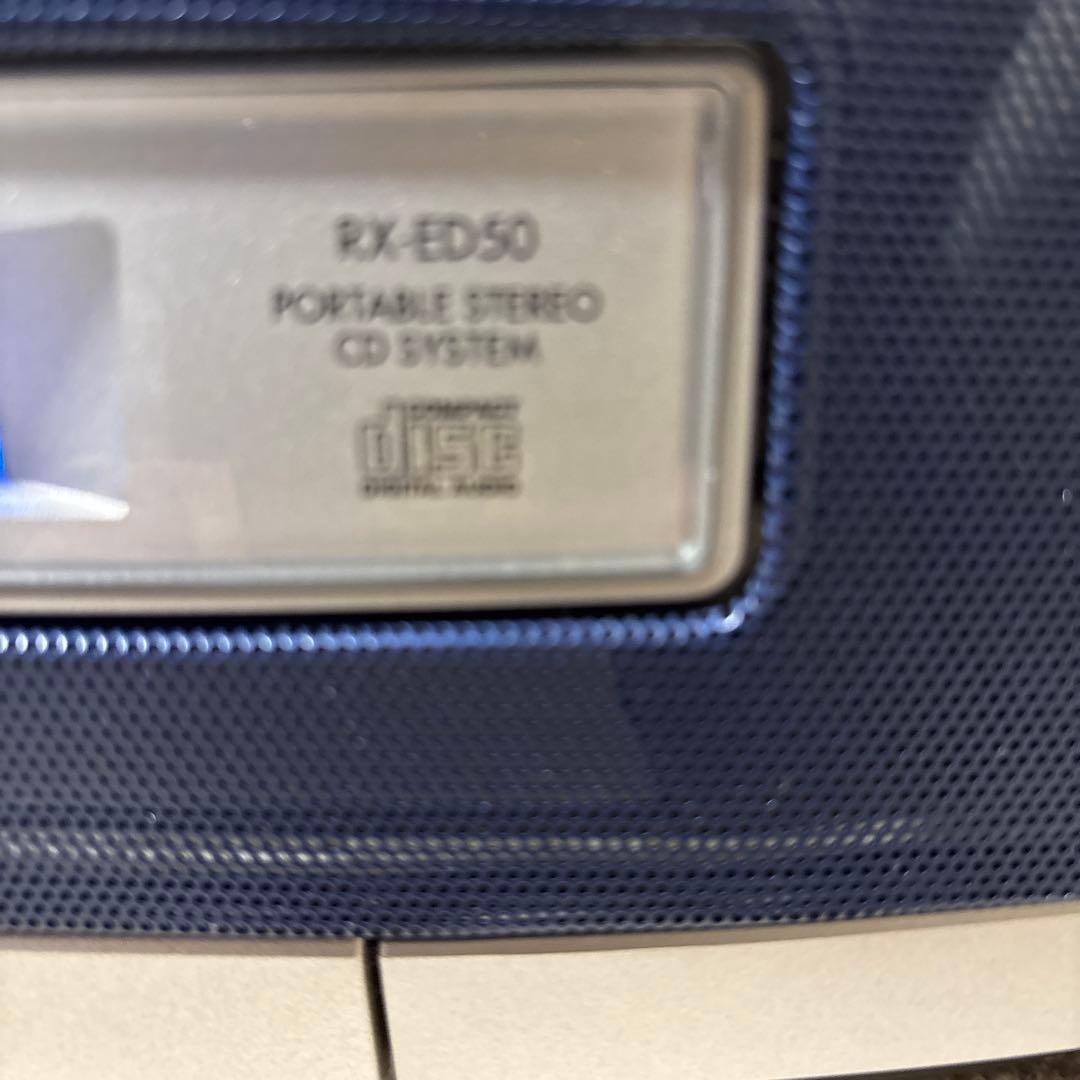 RX-ED50
PORTABLE STEREO
CD SYSTEM
COMPACT
disc
DIGITAL AUDIO